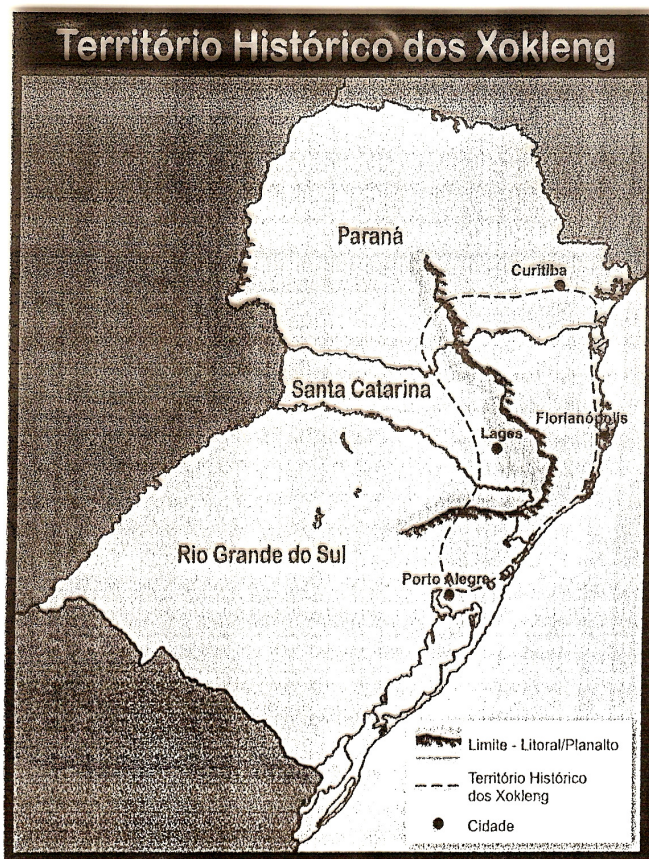 Território Histórico dos Xokleng
Paraná
Curitiba
Santa Catarina
Florianópolis
Lages
Rio Grande do Sul
Porto Alegre
Limite - Litoral/Planalto
Território Histórico
dos Xokleng
Cidade